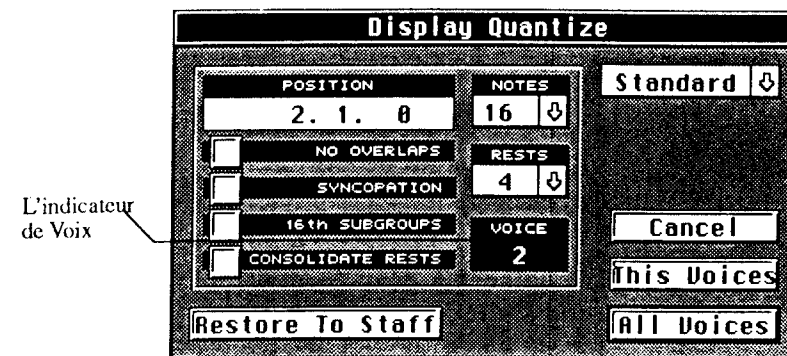 Display Quantize
POSITION
2. 1. 0
NO OVERLAPS
SYNCOPATION
16th SUBGROUPS
CONSOLIDATE RESTS
NOTES
16
RESTS
4
VOICE
2
Standard
Cancel
This Voices
All Voices
Restore To Staff
L'indicateur
de Voix